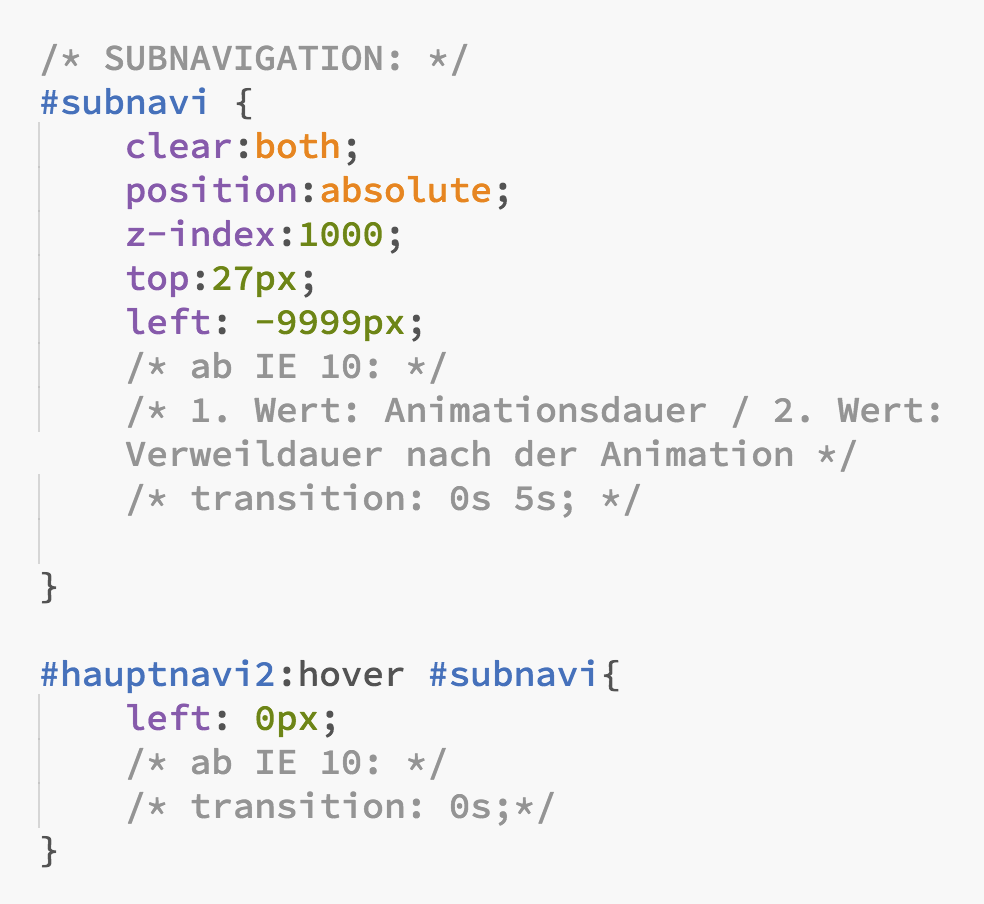 /* SUBNAVIGATION: */
#subnavi {
    clear:both;
    position:absolute;
    z-index:1000;
    top:27px;
    left: -9999px;
    /* ab IE 10: */
    /* 1. Wert: Animationsdauer / 2. Wert:
    Verweildauer nach der Animation */
    /* transition: 0s 5s; */

}

#hauptnavi2:hover #subnavi{
    left: 0px;
    /* ab IE 10: */
    /* transition: 0s;*/
}